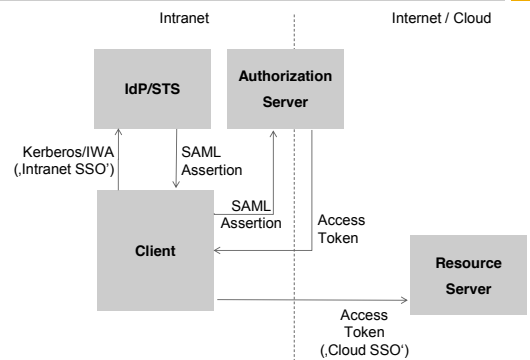 Intranet
Internet / Cloud
IdP/STS
Authorization
Server
Kerberos/IWA
(‚Intranet SSO’)
SAML
Assertion
SAML
Assertion
Access
Token
Client
Resource
Server
Access
Token
(‚Cloud SSO‘)